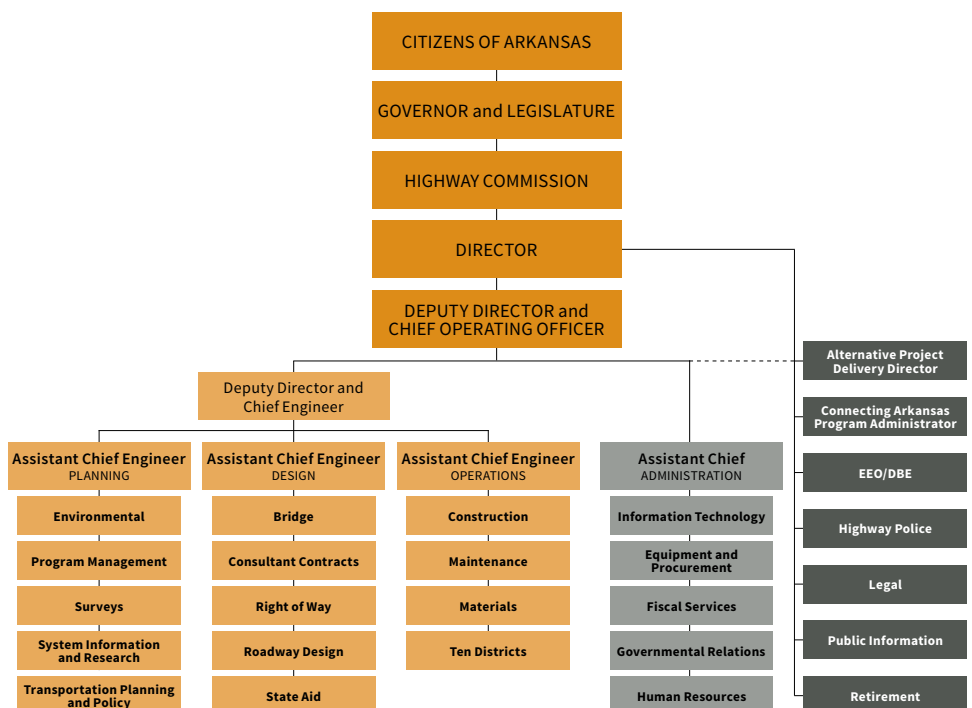 CITIZENS OF ARKANSAS
GOVERNOR and LEGISLATURE
HIGHWAY COMMISSION
DIRECTOR
DEPUTY DIRECTOR and
CHIEF OPERATING OFFICER
Deputy Director and
Chief Engineer
Assistant Chief Engineer
PLANNING
Environmental
Program Management
Surveys
System Information
and Research
Transportation Planning
and Policy
Assistant Chief Engineer
DESIGN
Bridge
Consultant Contracts
Right of Way
Roadway Design
State Aid
Assistant Chief Engineer
OPERATIONS
Construction
Maintenance
Materials
Ten Districts
Assistant Chief
ADMINISTRATION
Information Technology
Equipment and
Procurement
Fiscal Services
Governmental Relations
Human Resources
Alternative Project
Delivery Director
Connecting Arkansas
Program Administrator
EEO/DBE
Highway Police
Legal
Public Information
Retirement